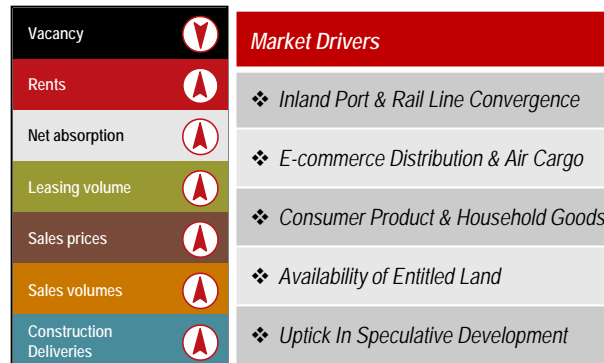 Vacancy
Rents
Net absorption
Leasing volume
Sales prices
Sales volumes
Construction
Deliveries
Market Drivers
❖ Inland Port & Rail Line Convergence
❖ E-commerce Distribution & Air Cargo
❖ Consumer Product & Household Goods
❖ Availability of Entitled Land
❖ Uptick In Speculative Development